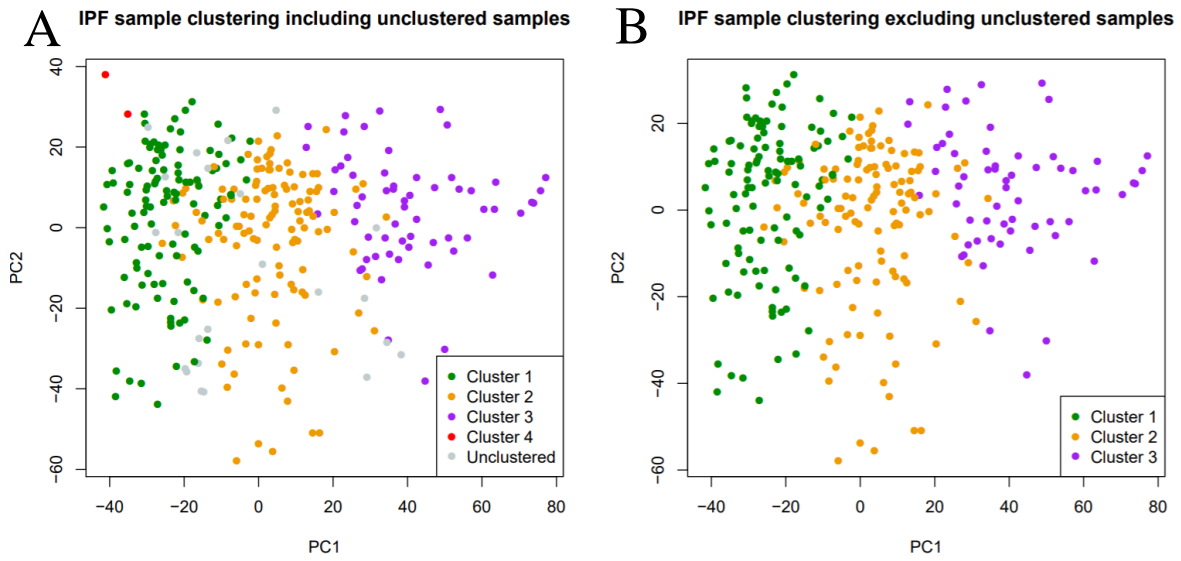 A
IPF sample clustering including unclustered samples
PC2
40
20
0
−20
−40
−60
−40
−20
0
20
40
60
80
PC1
Cluster 1
Cluster 2
Cluster 3
Cluster 4
Unclustered
B
IPF sample clustering excluding unclustered samples
PC2
20
0
−20
−40
−60
−40
−20
0
20
40
60
80
PC1
Cluster 1
Cluster 2
Cluster 3